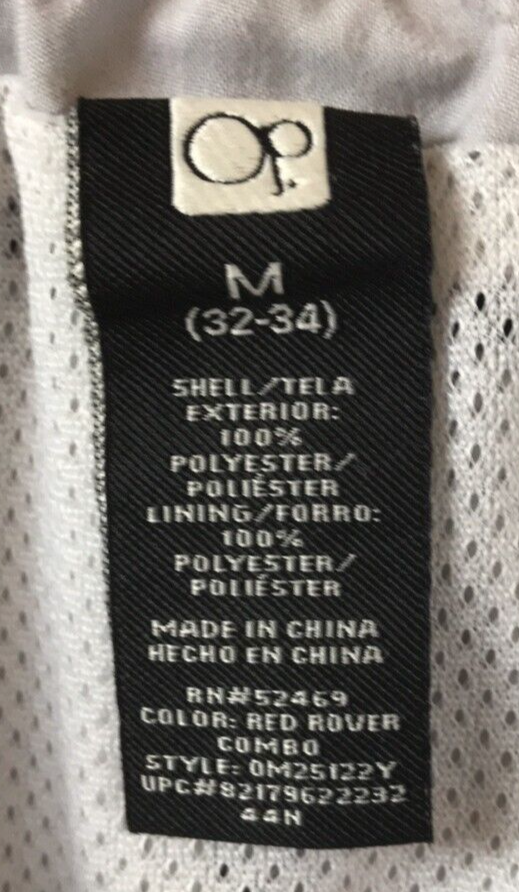 Op.
M
(32-34)
SHELL/TELA
EXTERIOR:
100%
POLYESTER/
POLIÉSTER
LINING/FORRO:
100%
POLYESTER/
POLIÉSTER
MADE IN CHINA
HECHO EN CHINA
RN#52469
COLOR: RED ROVER
COMBO
STYLE: OM25122Y
UPC#82179622232
44N